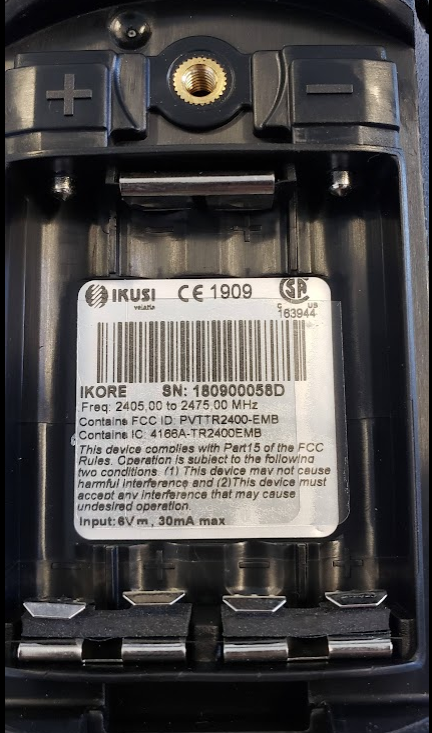 + −
IKUSI CE 1909 SA
velatia
C US
163944
IKORE SN: 180900058D
Freq: 2405,00 to 2475,00 MHz
Contains FCC ID: PVTTR2400-EMB
Contains IC: 4166A-TR2400EMB
This device complies with Part15 of the FCC
Rules. Operation is subject to the following
two conditions. (1) This device may not cause
harmful interference and (2)This device must
accept any interference that may cause
undesired operation.
Input:6V⎓, 30mA max